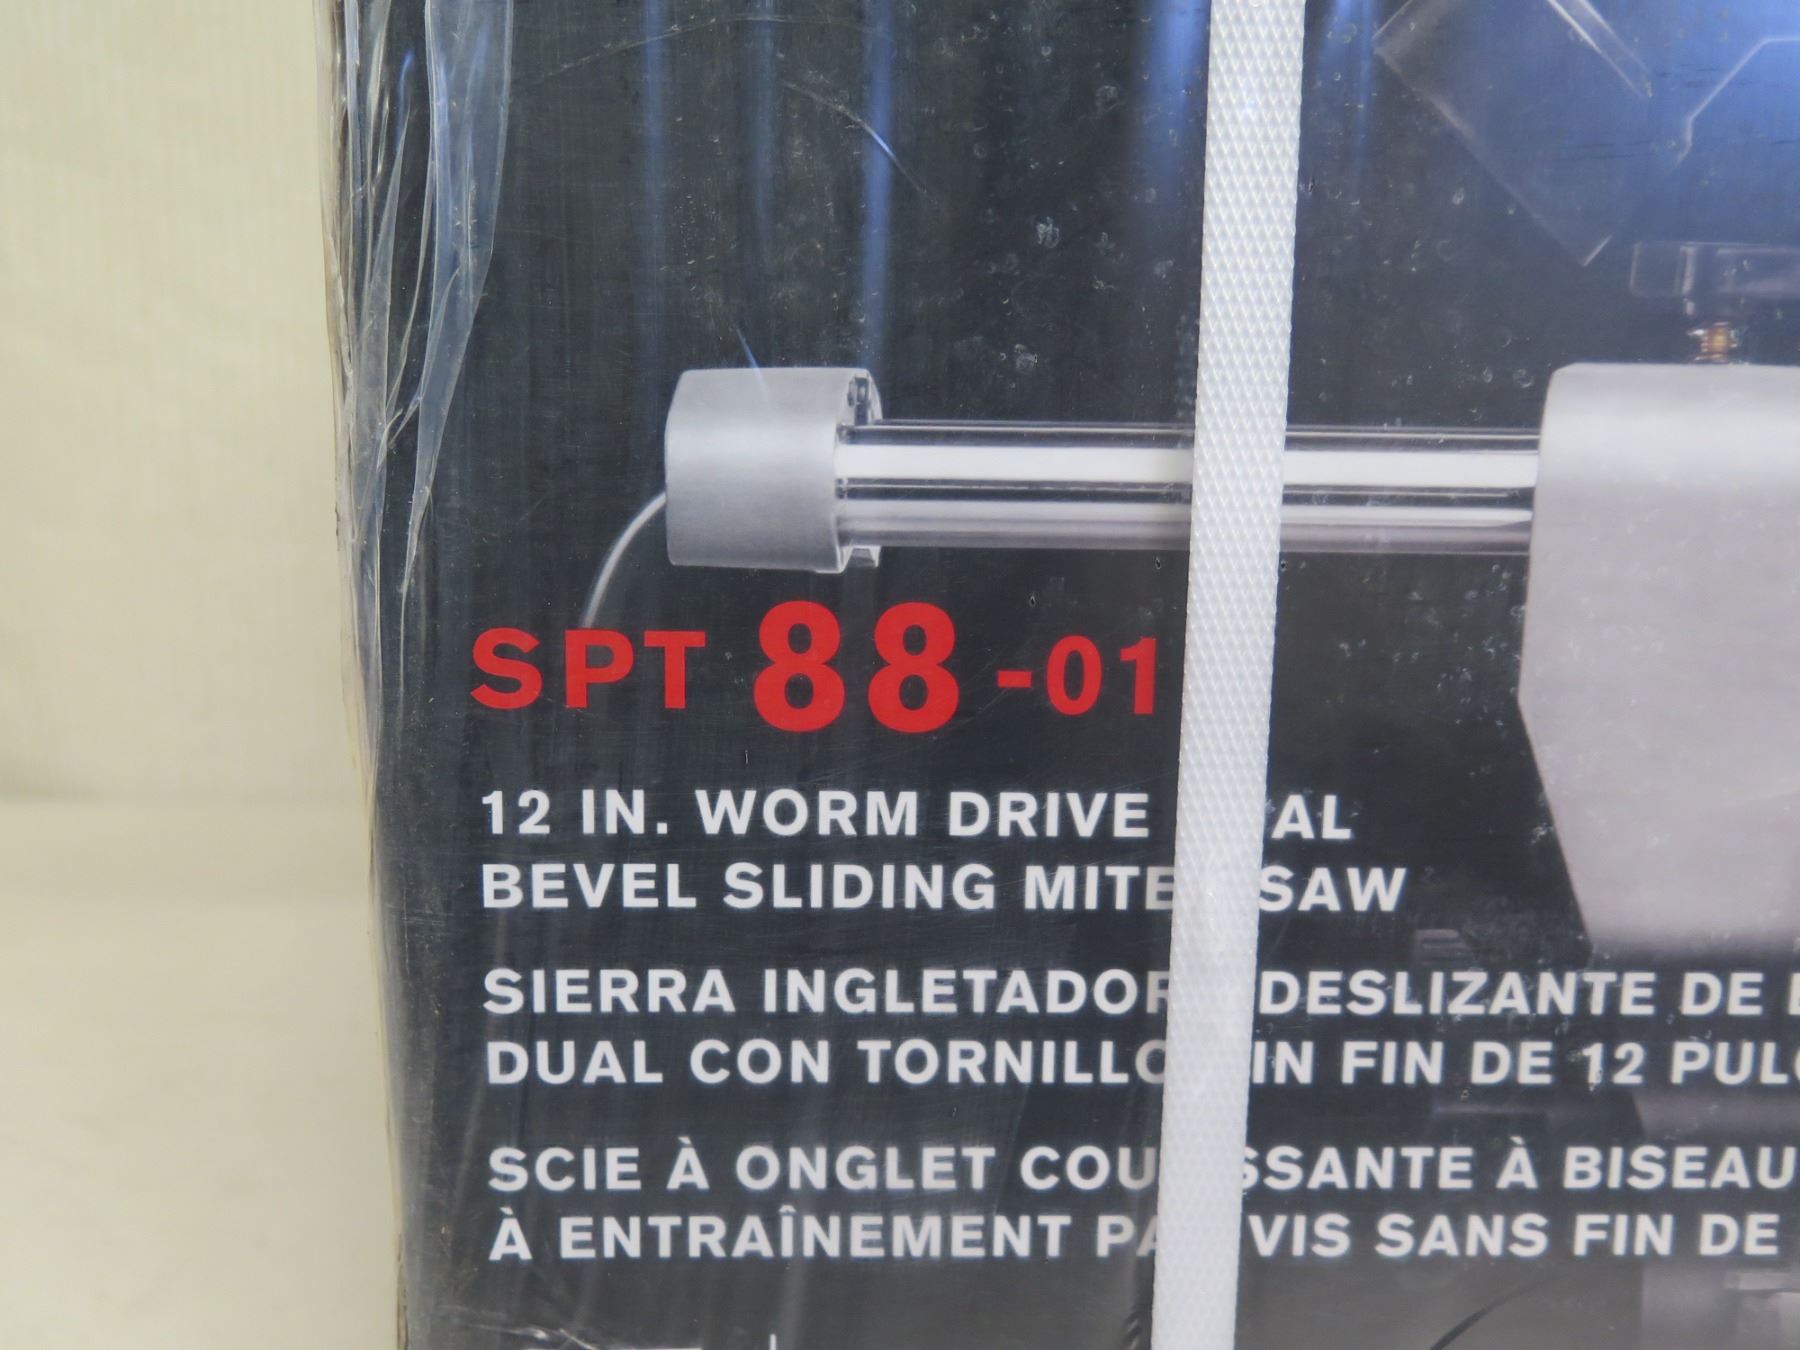 SPT 88-01
12 IN. WORM DRIVE
BEVEL SLIDING SAW
SIERRA DESLIZANTE DE
DUAL CON FIN DE 12
SCIE À ONGLET À BISEAU
À ENTRAÎNEMENT VIS SANS FIN DE